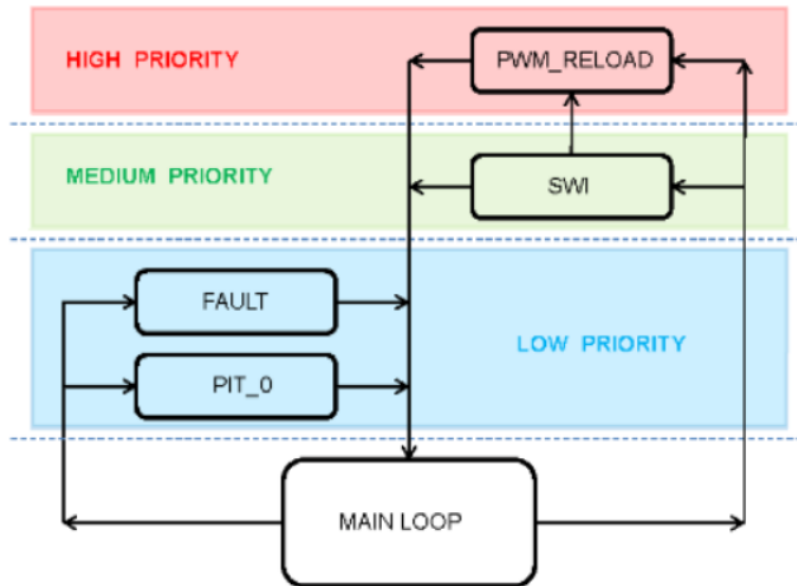 HIGH PRIORITY
PWM_RELOAD
MEDIUM PRIORITY
SWI
FAULT
LOW PRIORITY
PIT_0
MAIN LOOP